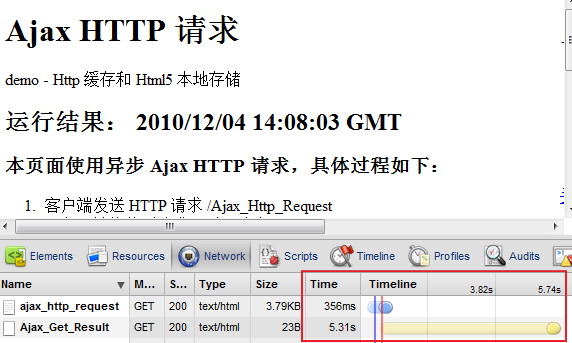 Ajax HTTP 请求
demo - Http 缓存和 Html5 本地存储
运行结果： 2010/12/04 14:08:03 GMT
本页面使用异步 Ajax HTTP 请求，具体过程如下：
1. 客户端发送 HTTP 请求 /Ajax_Http_Request
Elements Resources Network Scripts Timeline Profiles Audits
Name M... S... Type Size Time Timeline 3.82s 5.74s
ajax_http_request GET 200 text/html 3.79KB 356ms
Ajax_Get_Result GET 200 text/html 23B 5.31s